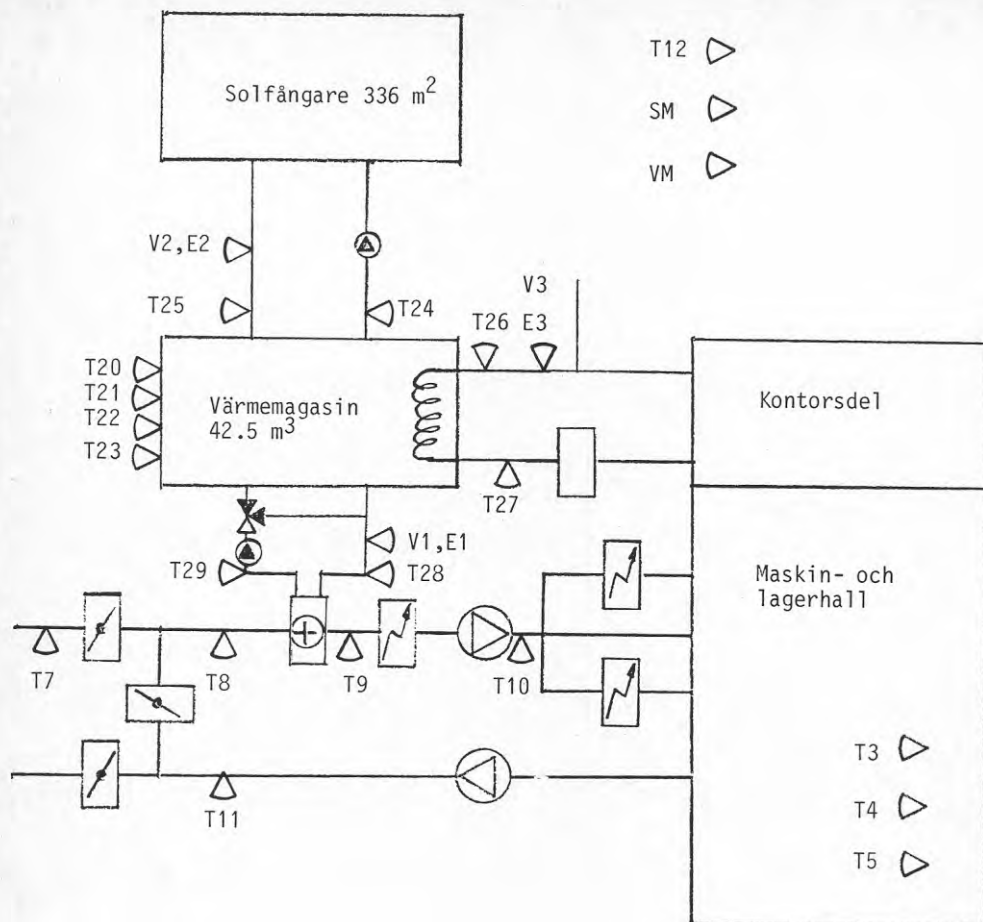 Solfångare 336 m²
T12
SM
VM
V2,E2
T25
T24
V3
T26 E3
T20
T21
T22
T23
Värmemagasin
42.5 m³
Kontorsdel
T27
V1,E1
T29
T28
Maskin- och
lagerhall
T7
T8
T9
T10
T11
T3
T4
T5